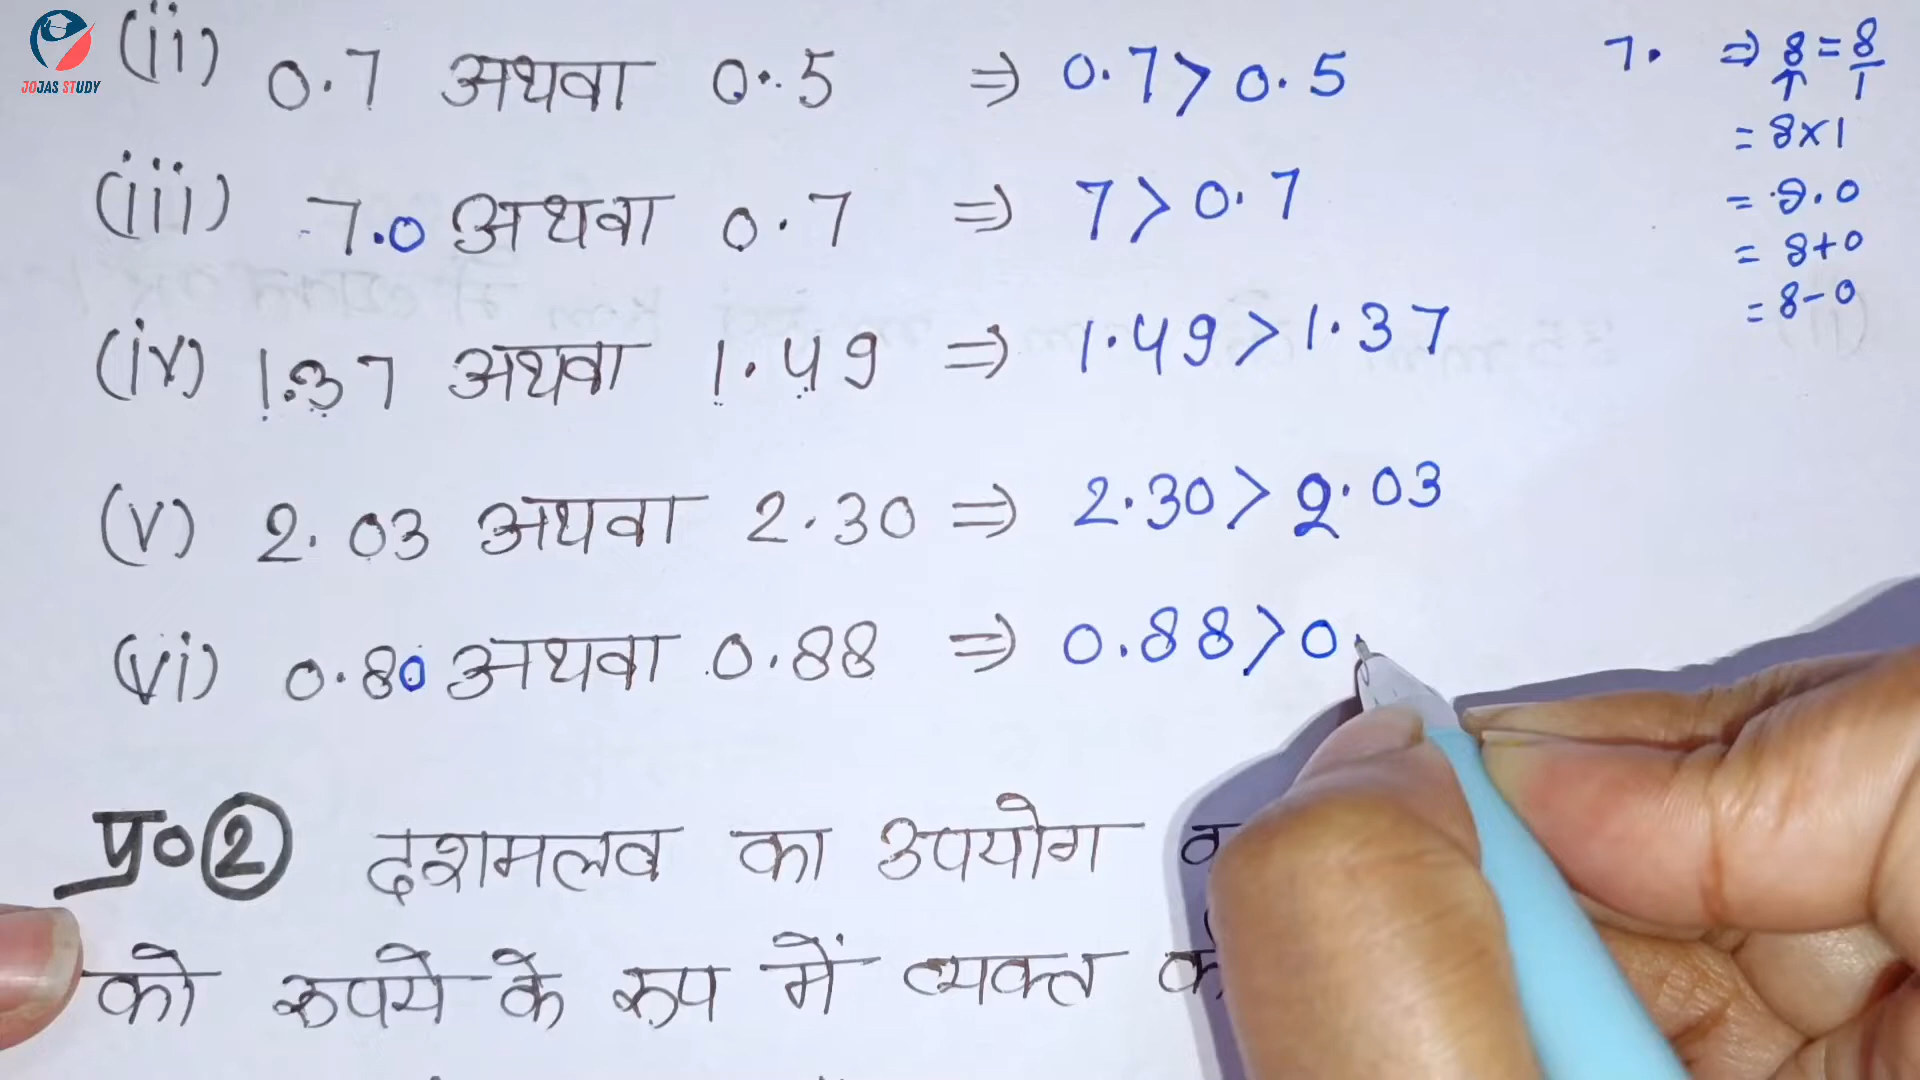 JOJAS STUDY
(ii) 0.7 अथवा 0.5 ⇒ 0.7 > 0.5
(iii) 7.0 अथवा 0.7 ⇒ 7 > 0.7
(iv) 1.37 अथवा 1.49 ⇒ 1.49 > 1.37
(v) 2.03 अथवा 2.30 ⇒ 2.30 > 2.03
(vi) 0.80 अथवा 0.88 ⇒ 0.88 > 0.
प्र० 2 दशमलव का उपयोग
को रुपये के रुप में व्यक्त
7. ⇒ 8 = 8/1
= 8×1
= 8.0
= 8+0
= 8-0